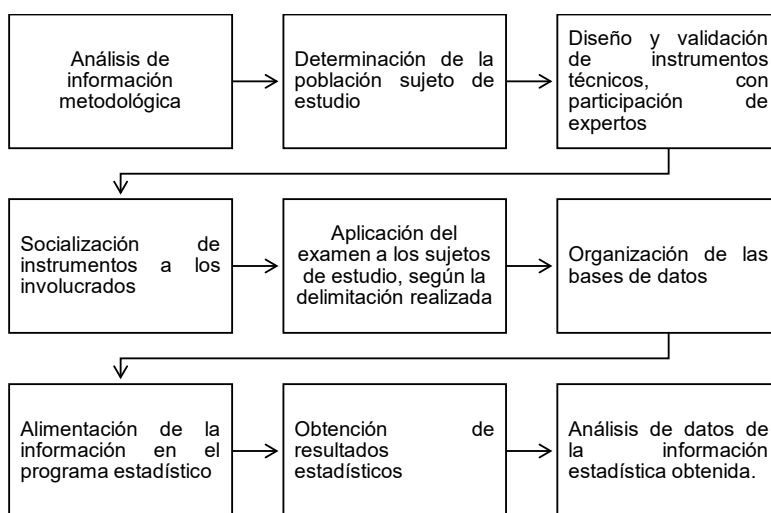 Análisis de
información
metodológica
Determinación de la
población sujeto de
estudio
Diseño y validación
de instrumentos
técnicos, con
participación de
expertos
Socialización de
instrumentos a los
involucrados
Aplicación del
examen a los sujetos
de estudio, según la
delimitación realizada
Organización de las
bases de datos
Alimentación de la
información en el
programa estadístico
Obtención de
resultados
estadísticos
Análisis de datos de
la información
estadística obtenida.